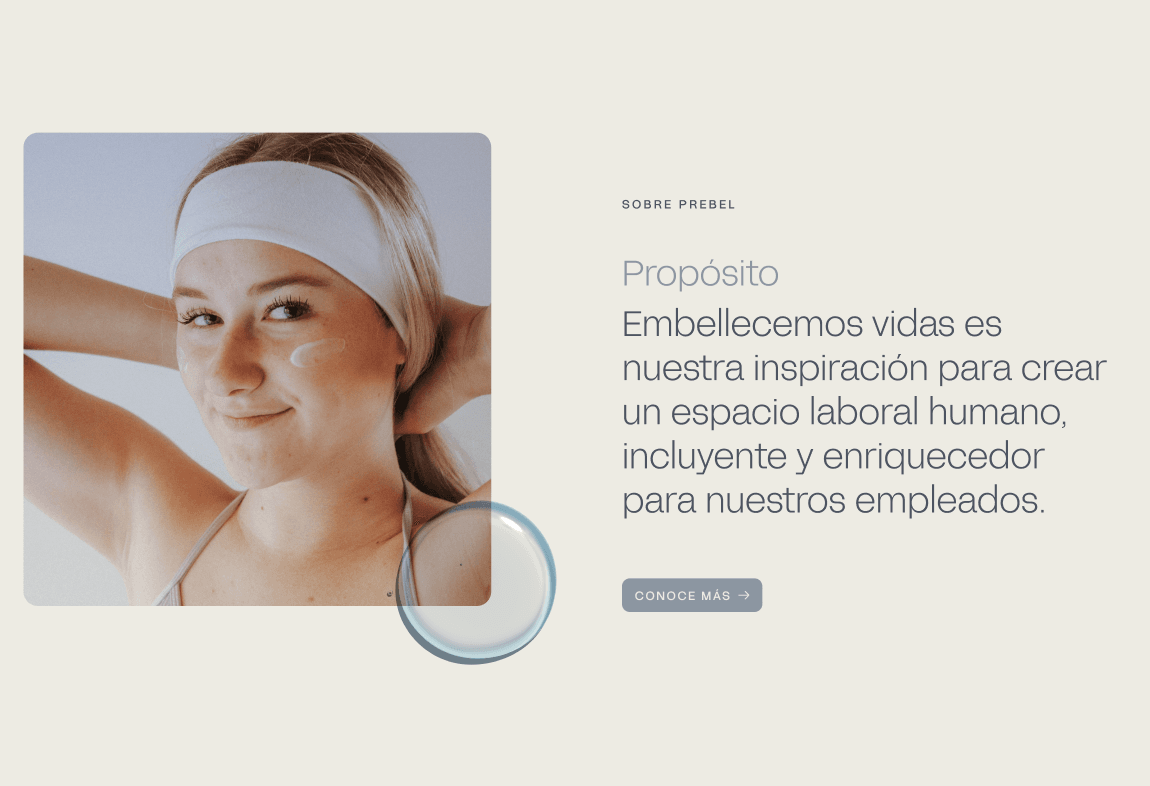 SOBRE PREBEL
Propósito
Embellecemos vidas es
nuestra inspiración para crear
un espacio laboral humano,
incluyente y enriquecedor
para nuestros empleados.
CONOCE MÁS →